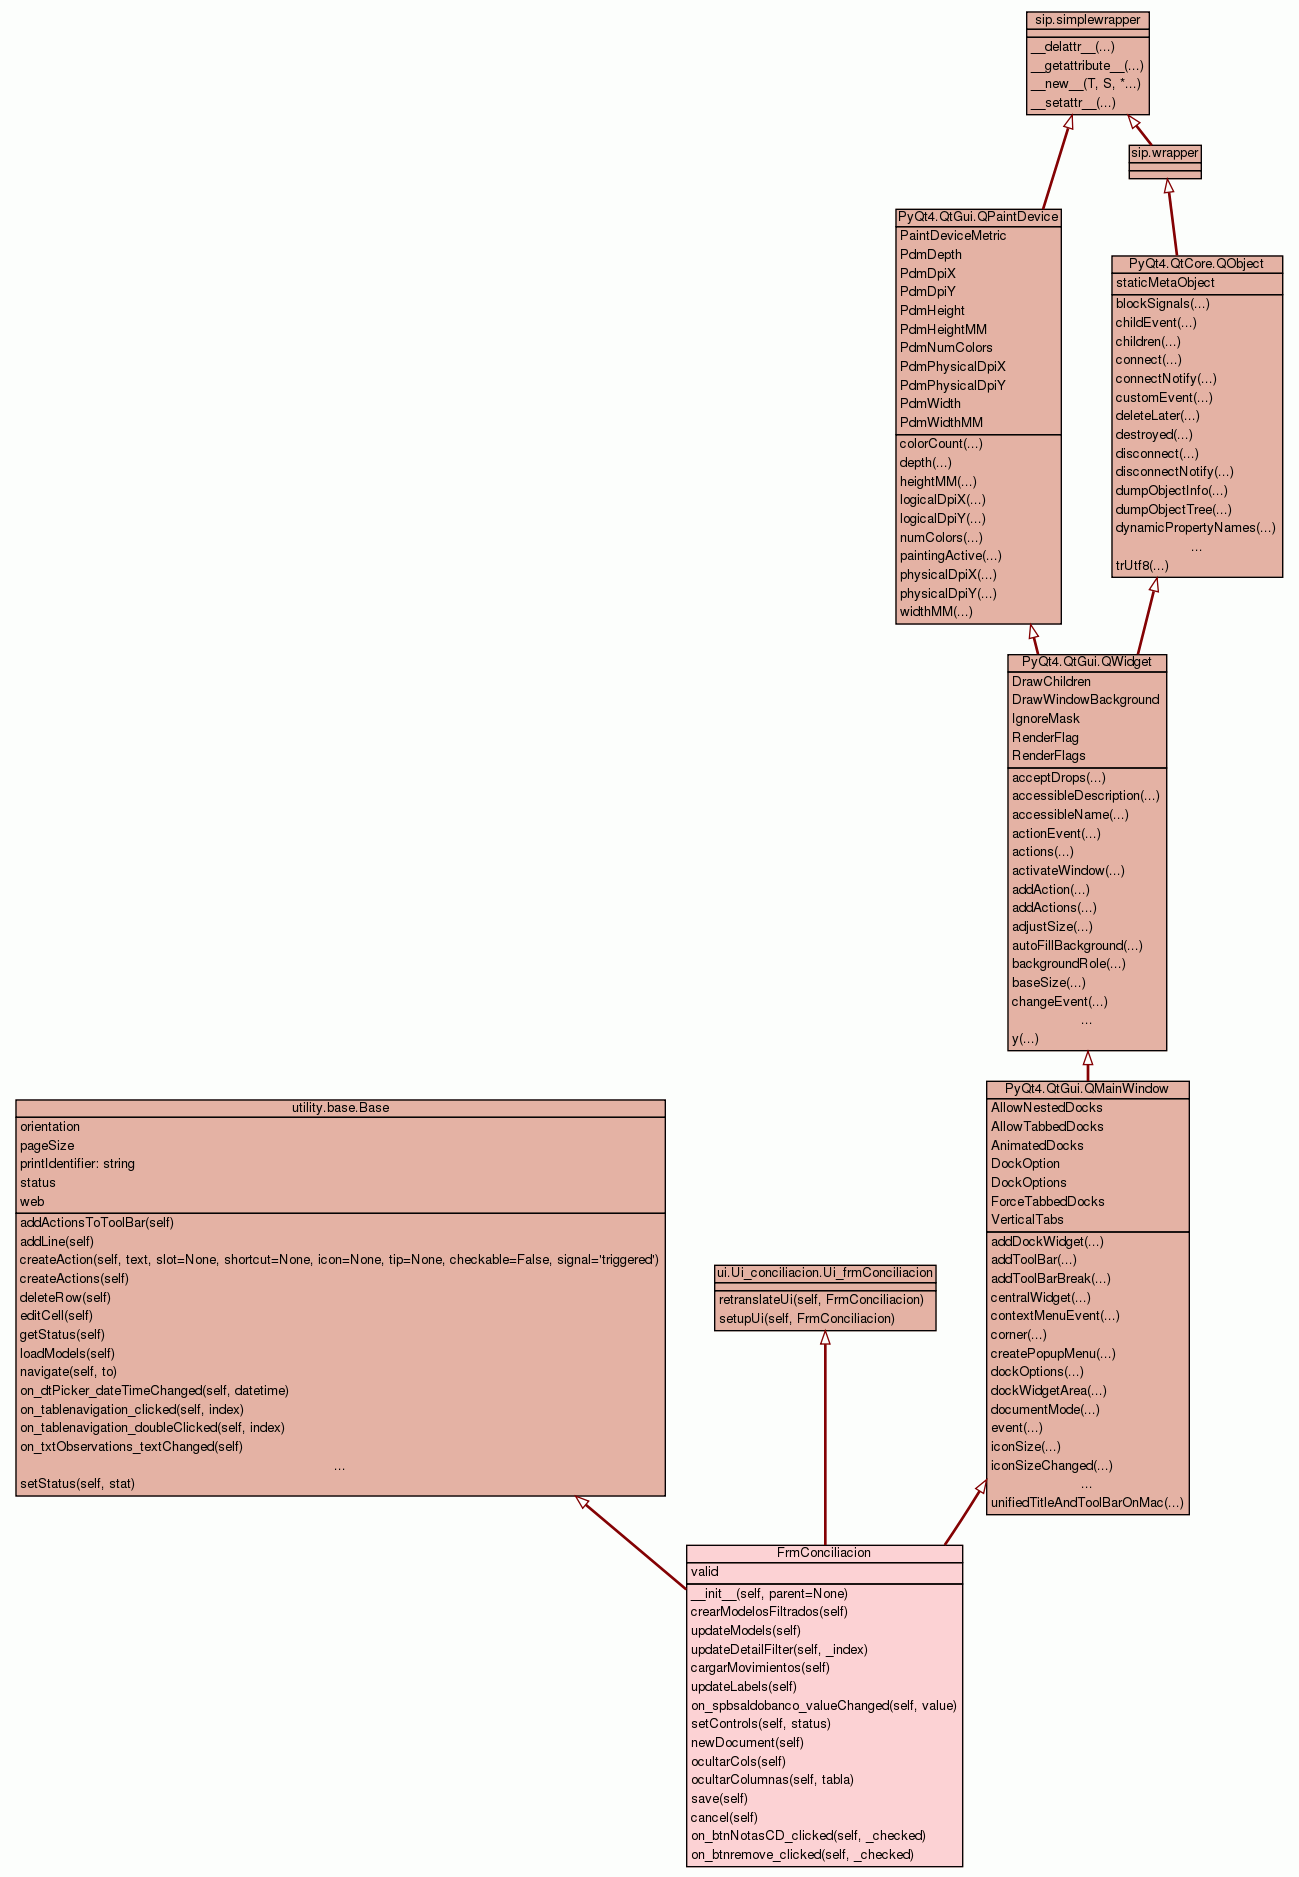 sip.simplewrapper
__delattr__(...)
__getattribute__(...)
__new__(T, S, *...)
__setattr__(...)
sip.wrapper
PyQt4.QtGui.QPaintDevice
PaintDeviceMetric
PdmDepth
PdmDpiX
PdmDpiY
PdmHeight
PdmHeightMM
PdmNumColors
PdmPhysicalDpiX
PdmPhysicalDpiY
PdmWidth
PdmWidthMM
colorCount(...)
depth(...)
heightMM(...)
logicalDpiX(...)
logicalDpiY(...)
numColors(...)
paintingActive(...)
physicalDpiX(...)
physicalDpiY(...)
widthMM(...)
PyQt4.QtCore.QObject
staticMetaObject
blockSignals(...)
childEvent(...)
children(...)
connect(...)
connectNotify(...)
customEvent(...)
deleteLater(...)
destroyed(...)
disconnect(...)
disconnectNotify(...)
dumpObjectInfo(...)
dumpObjectTree(...)
dynamicPropertyNames(...)
...
trUtf8(...)
PyQt4.QtGui.QWidget
DrawChildren
DrawWindowBackground
IgnoreMask
RenderFlag
RenderFlags
acceptDrops(...)
accessibleDescription(...)
accessibleName(...)
actionEvent(...)
actions(...)
activateWindow(...)
addAction(...)
addActions(...)
adjustSize(...)
autoFillBackground(...)
backgroundRole(...)
baseSize(...)
changeEvent(...)
...
y(...)
PyQt4.QtGui.QMainWindow
AllowNestedDocks
AllowTabbedDocks
AnimatedDocks
DockOption
DockOptions
ForceTabbedDocks
VerticalTabs
addDockWidget(...)
addToolBar(...)
addToolBarBreak(...)
centralWidget(...)
contextMenuEvent(...)
corner(...)
createPopupMenu(...)
dockOptions(...)
dockWidgetArea(...)
documentMode(...)
event(...)
iconSize(...)
iconSizeChanged(...)
...
unifiedTitleAndToolBarOnMac(...)
utility.base.Base
orientation
pageSize
printIdentifier: string
status
web
addActionsToToolBar(self)
addLine(self)
createAction(self, text, slot=None, shortcut=None, icon=None, tip=None, checkable=False, signal='triggered')
createActions(self)
deleteRow(self)
editCell(self)
getStatus(self)
loadModels(self)
navigate(self, to)
on_dtPicker_dateTimeChanged(self, datetime)
on_tablenavigation_clicked(self, index)
on_tablenavigation_doubleClicked(self, index)
on_txtObservations_textChanged(self)
...
setStatus(self, stat)
ui.Ui_conciliacion.Ui_frmConciliacion
retranslateUi(self, FrmConciliacion)
setupUi(self, FrmConciliacion)
FrmConciliacion
valid
__init__(self, parent=None)
crearModelosFiltrados(self)
updateModels(self)
updateDetailFilter(self, _index)
cargarMovimientos(self)
updateLabels(self)
on_spbsaldobanco_valueChanged(self, value)
setControls(self, status)
newDocument(self)
ocultarCols(self)
ocultarColumnas(self, tabla)
save(self)
cancel(self)
on_btnNotasCD_clicked(self, _checked)
on_btnremove_clicked(self, _checked)